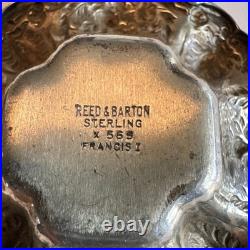 REED & BARTON
STERLING
X 569
FRANCIS I